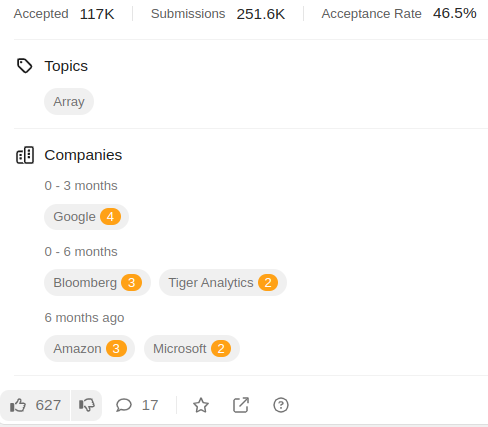 Accepted 117K Submissions 251.6K Acceptance Rate 46.5%
Topics
Array
Companies
0 - 3 months
Google 4
0 - 6 months
Bloomberg 3 Tiger Analytics 2
6 months ago
Amazon 3 Microsoft 2
627 17